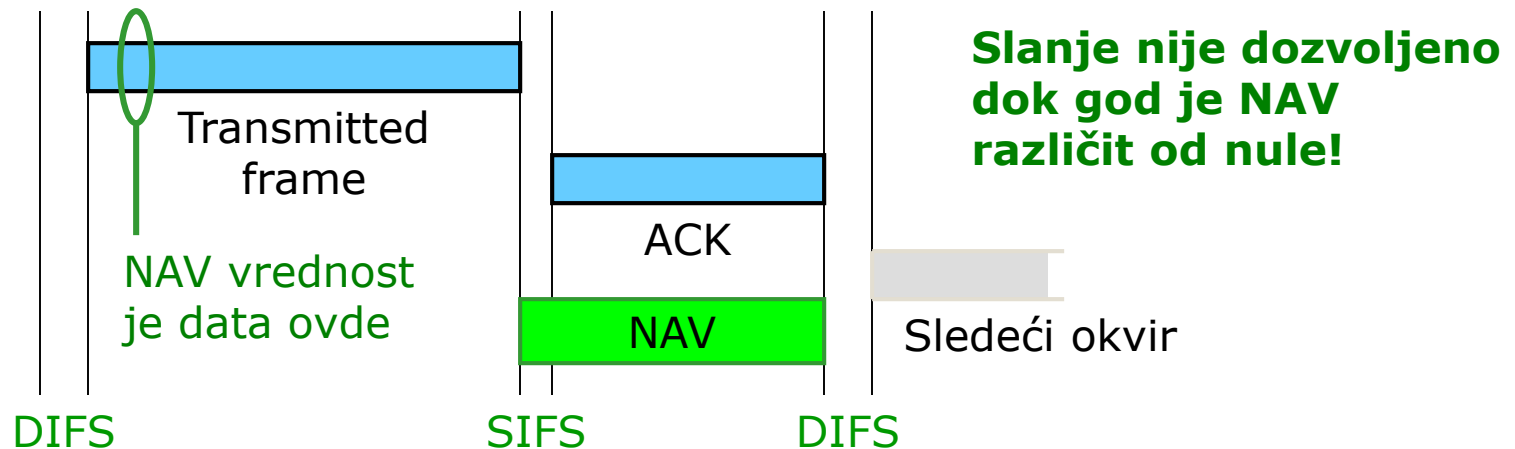 Slanje nije dozvoljeno
dok god je NAV
različit od nule!
Transmitted
frame
ACK
NAV vrednost
je data ovde
NAV
Sledeći okvir
DIFS
SIFS
DIFS